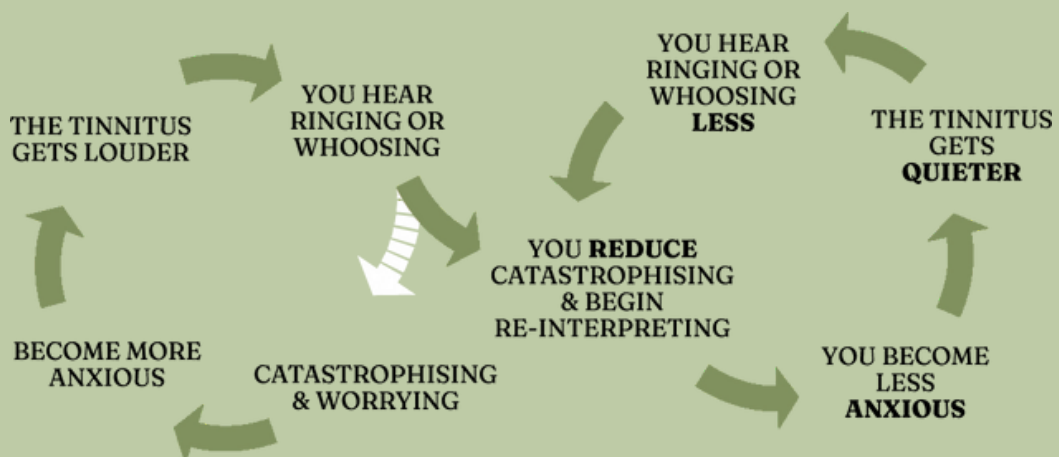 THE TINNITUS
GETS LOUDER
YOU HEAR
RINGING OR
WHOOSING
CATASTROPHISING
& WORRYING
BECOME MORE
ANXIOUS
YOU REDUCE
CATASTROPHISING
& BEGIN
RE-INTERPRETING
YOU BECOME
LESS
ANXIOUS
THE TINNITUS
GETS
QUIETER
YOU HEAR
RINGING OR
WHOOSING
LESS